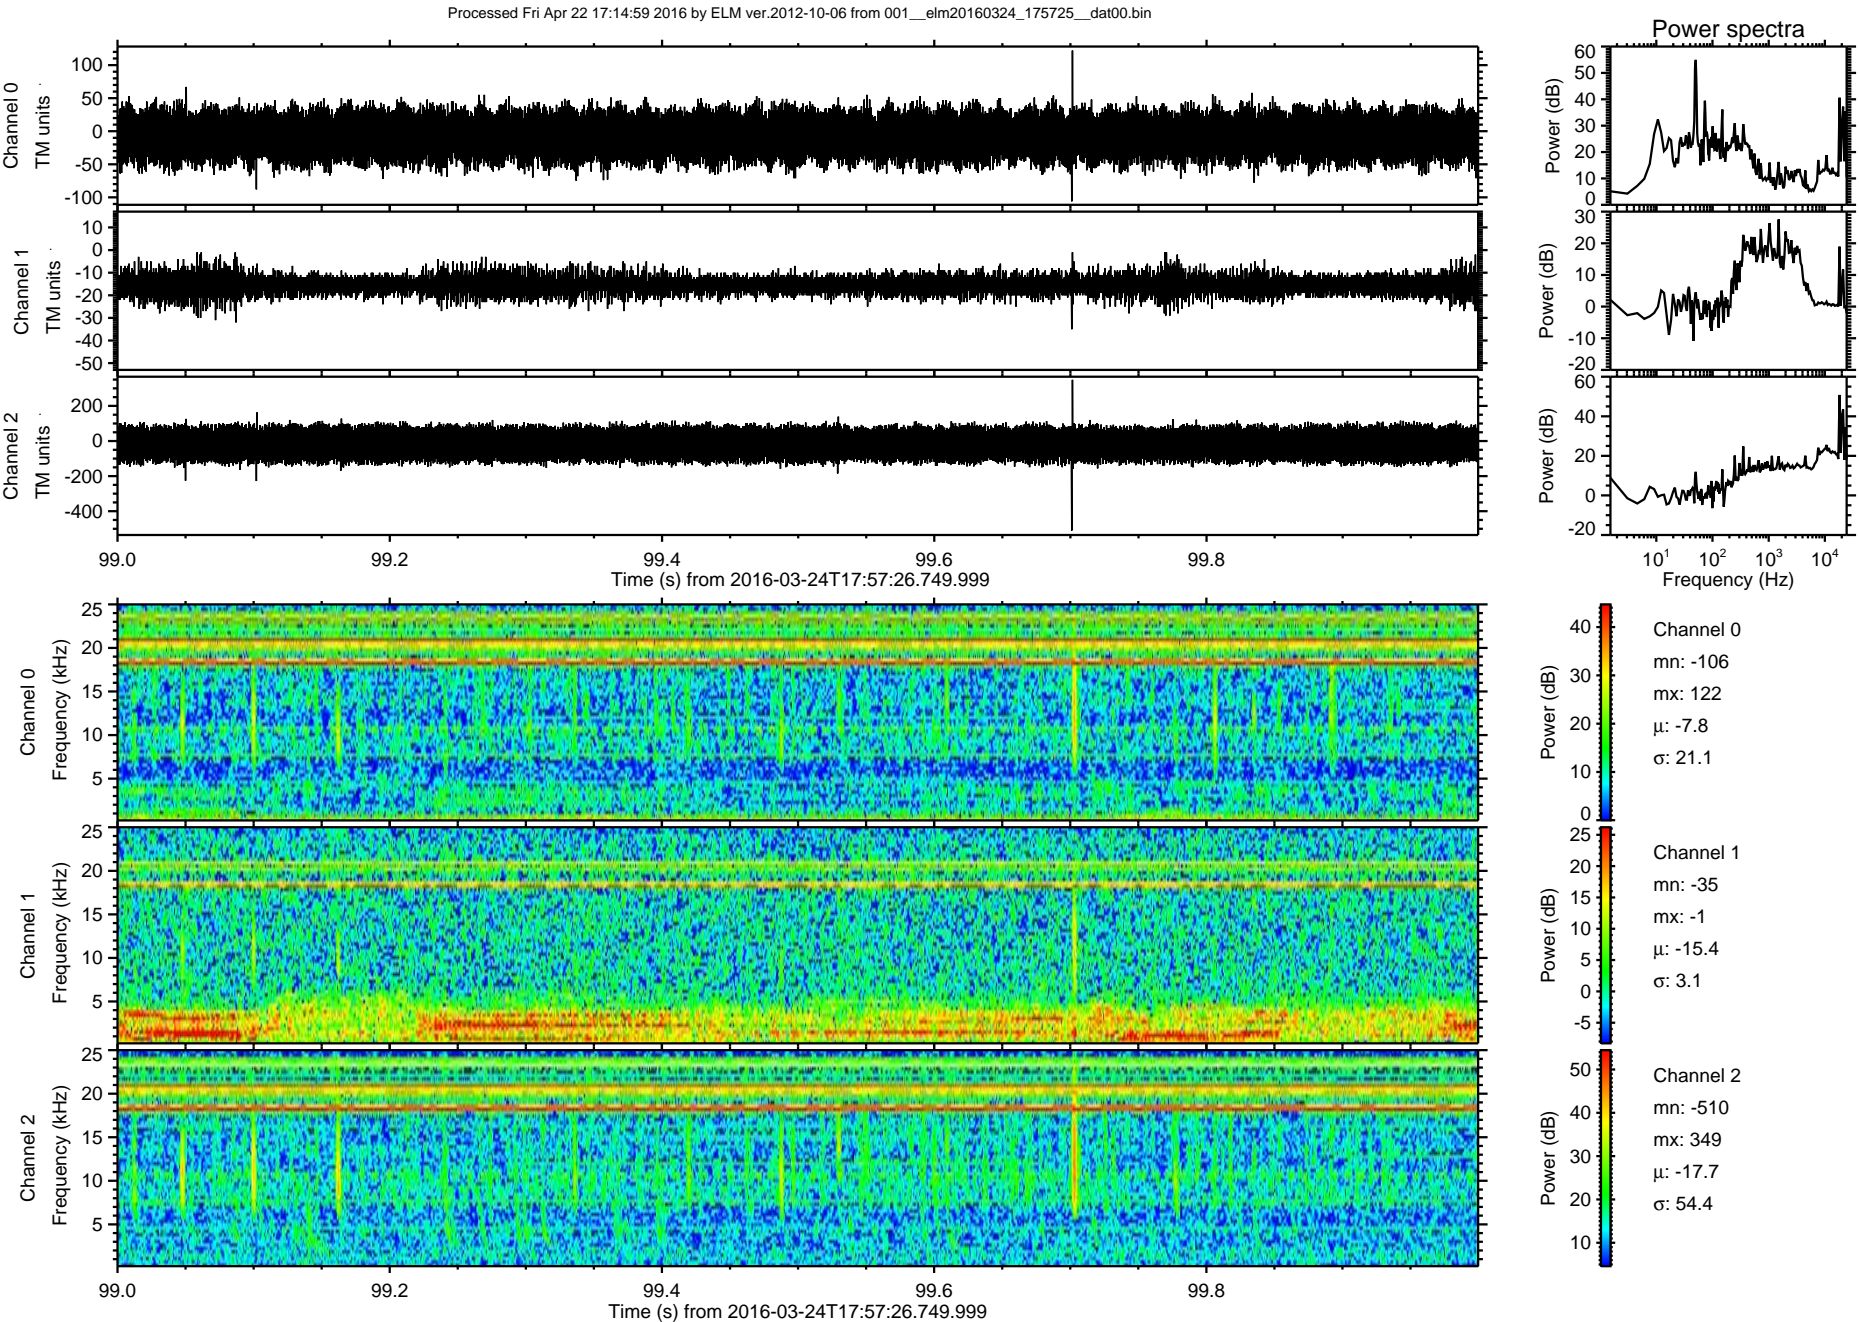 Processed Fri Apr 22 17:14:59 2016 by ELM ver.2012-10-06 from 001__elm20160324_175725__dat00.bin
Power spectra
Channel 0
TM units
100
50
0
-50
-100
Power (dB)
60
50
40
30
20
10
0
Channel 1
TM units
10
0
-10
-20
-30
-40
-50
Power (dB)
30
20
10
0
-10
-20
Channel 2
TM units
200
0
-200
-400
Power (dB)
60
40
20
0
-20
99.0 99.2 99.4 99.6 99.8
Time (s) from 2016-03-24T17:57:26.749.999
10¹ 10² 10³ 10⁴
Frequency (Hz)
Channel 0
Frequency (kHz)
25
20
15
10
5
Power (dB)
40
30
20
10
0
Channel 0
mn: -106
mx: 122
µ: -7.8
σ: 21.1
Channel 1
Frequency (kHz)
25
20
15
10
5
Power (dB)
25
20
15
10
5
0
-5
Channel 1
mn: -35
mx: -1
µ: -15.4
σ: 3.1
Channel 2
Frequency (kHz)
25
20
15
10
5
Power (dB)
50
40
30
20
10
Channel 2
mn: -510
mx: 349
µ: -17.7
σ: 54.4
99.0 99.2 99.4 99.6 99.8
Time (s) from 2016-03-24T17:57:26.749.999